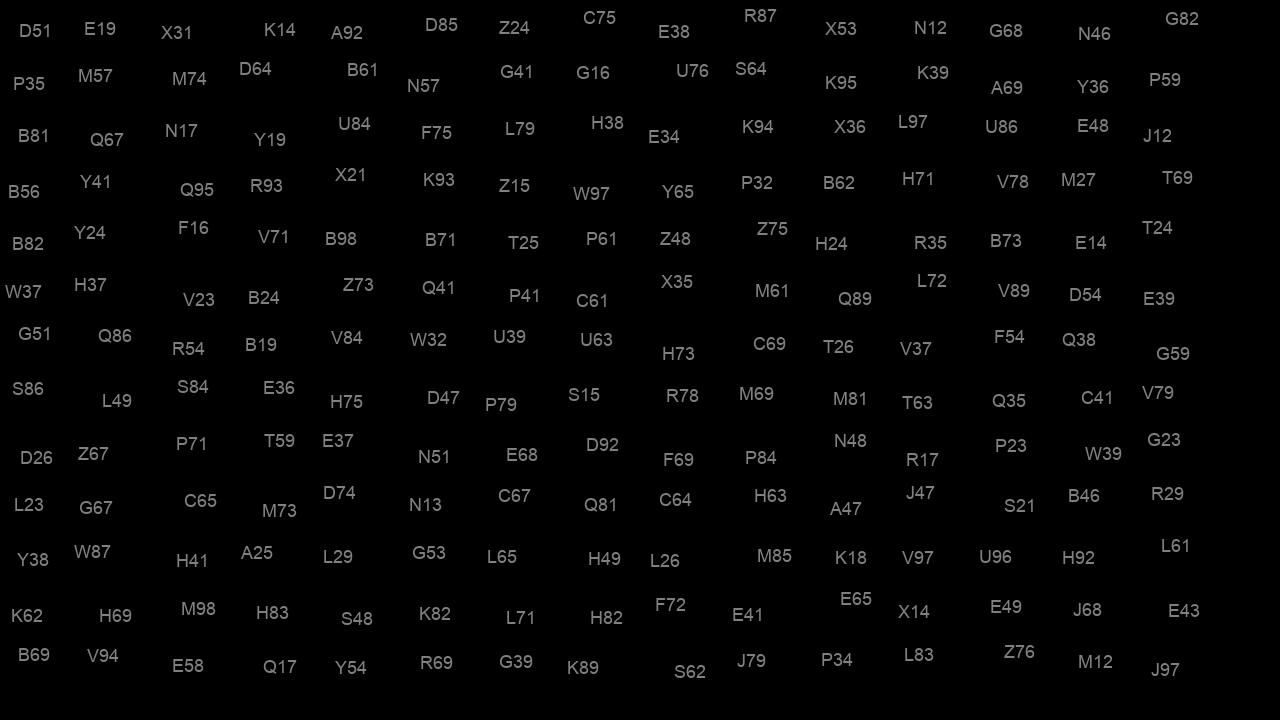 D51 E19 X31 K14 A92 D85 Z24 C75 E38 R87 X53 N12 G68 N46 G82
P35 M57 M74 D64 B61 N57 G41 G16 U76 S64 K95 K39 A69 Y36 P59
B81 Q67 N17 Y19 U84 F75 L79 H38 E34 K94 X36 L97 U86 E48 J12
B56 Y41 Q95 R93 X21 K93 Z15 W97 Y65 P32 B62 H71 V78 M27 T69
B82 Y24 F16 V71 B98 B71 T25 P61 Z48 Z75 H24 R35 B73 E14 T24
W37 H37 V23 B24 Z73 Q41 P41 C61 X35 M61 Q89 L72 V89 D54 E39
G51 Q86 R54 B19 V84 W32 U39 U63 H73 C69 T26 V37 F54 Q38 G59
S86 L49 S84 E36 H75 D47 P79 S15 R78 M69 M81 T63 Q35 C41 V79
D26 Z67 P71 T59 E37 N51 E68 D92 F69 P84 N48 R17 P23 W39 G23
L23 G67 C65 M73 D74 N13 C67 Q81 C64 H63 A47 J47 S21 B46 R29
Y38 W87 H41 A25 L29 G53 L65 H49 L26 M85 K18 V97 U96 H92 L61
K62 H69 M98 H83 S48 K82 L71 H82 F72 E41 E65 X14 E49 J68 E43
B69 V94 E58 Q17 Y54 R69 G39 K89 S62 J79 P34 L83 Z76 M12 J97